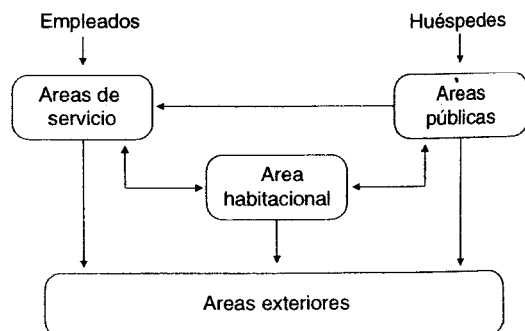 Empleados
Huéspedes
Areas de
servicio
Areas
públicas
Area
habitacional
Areas exteriores